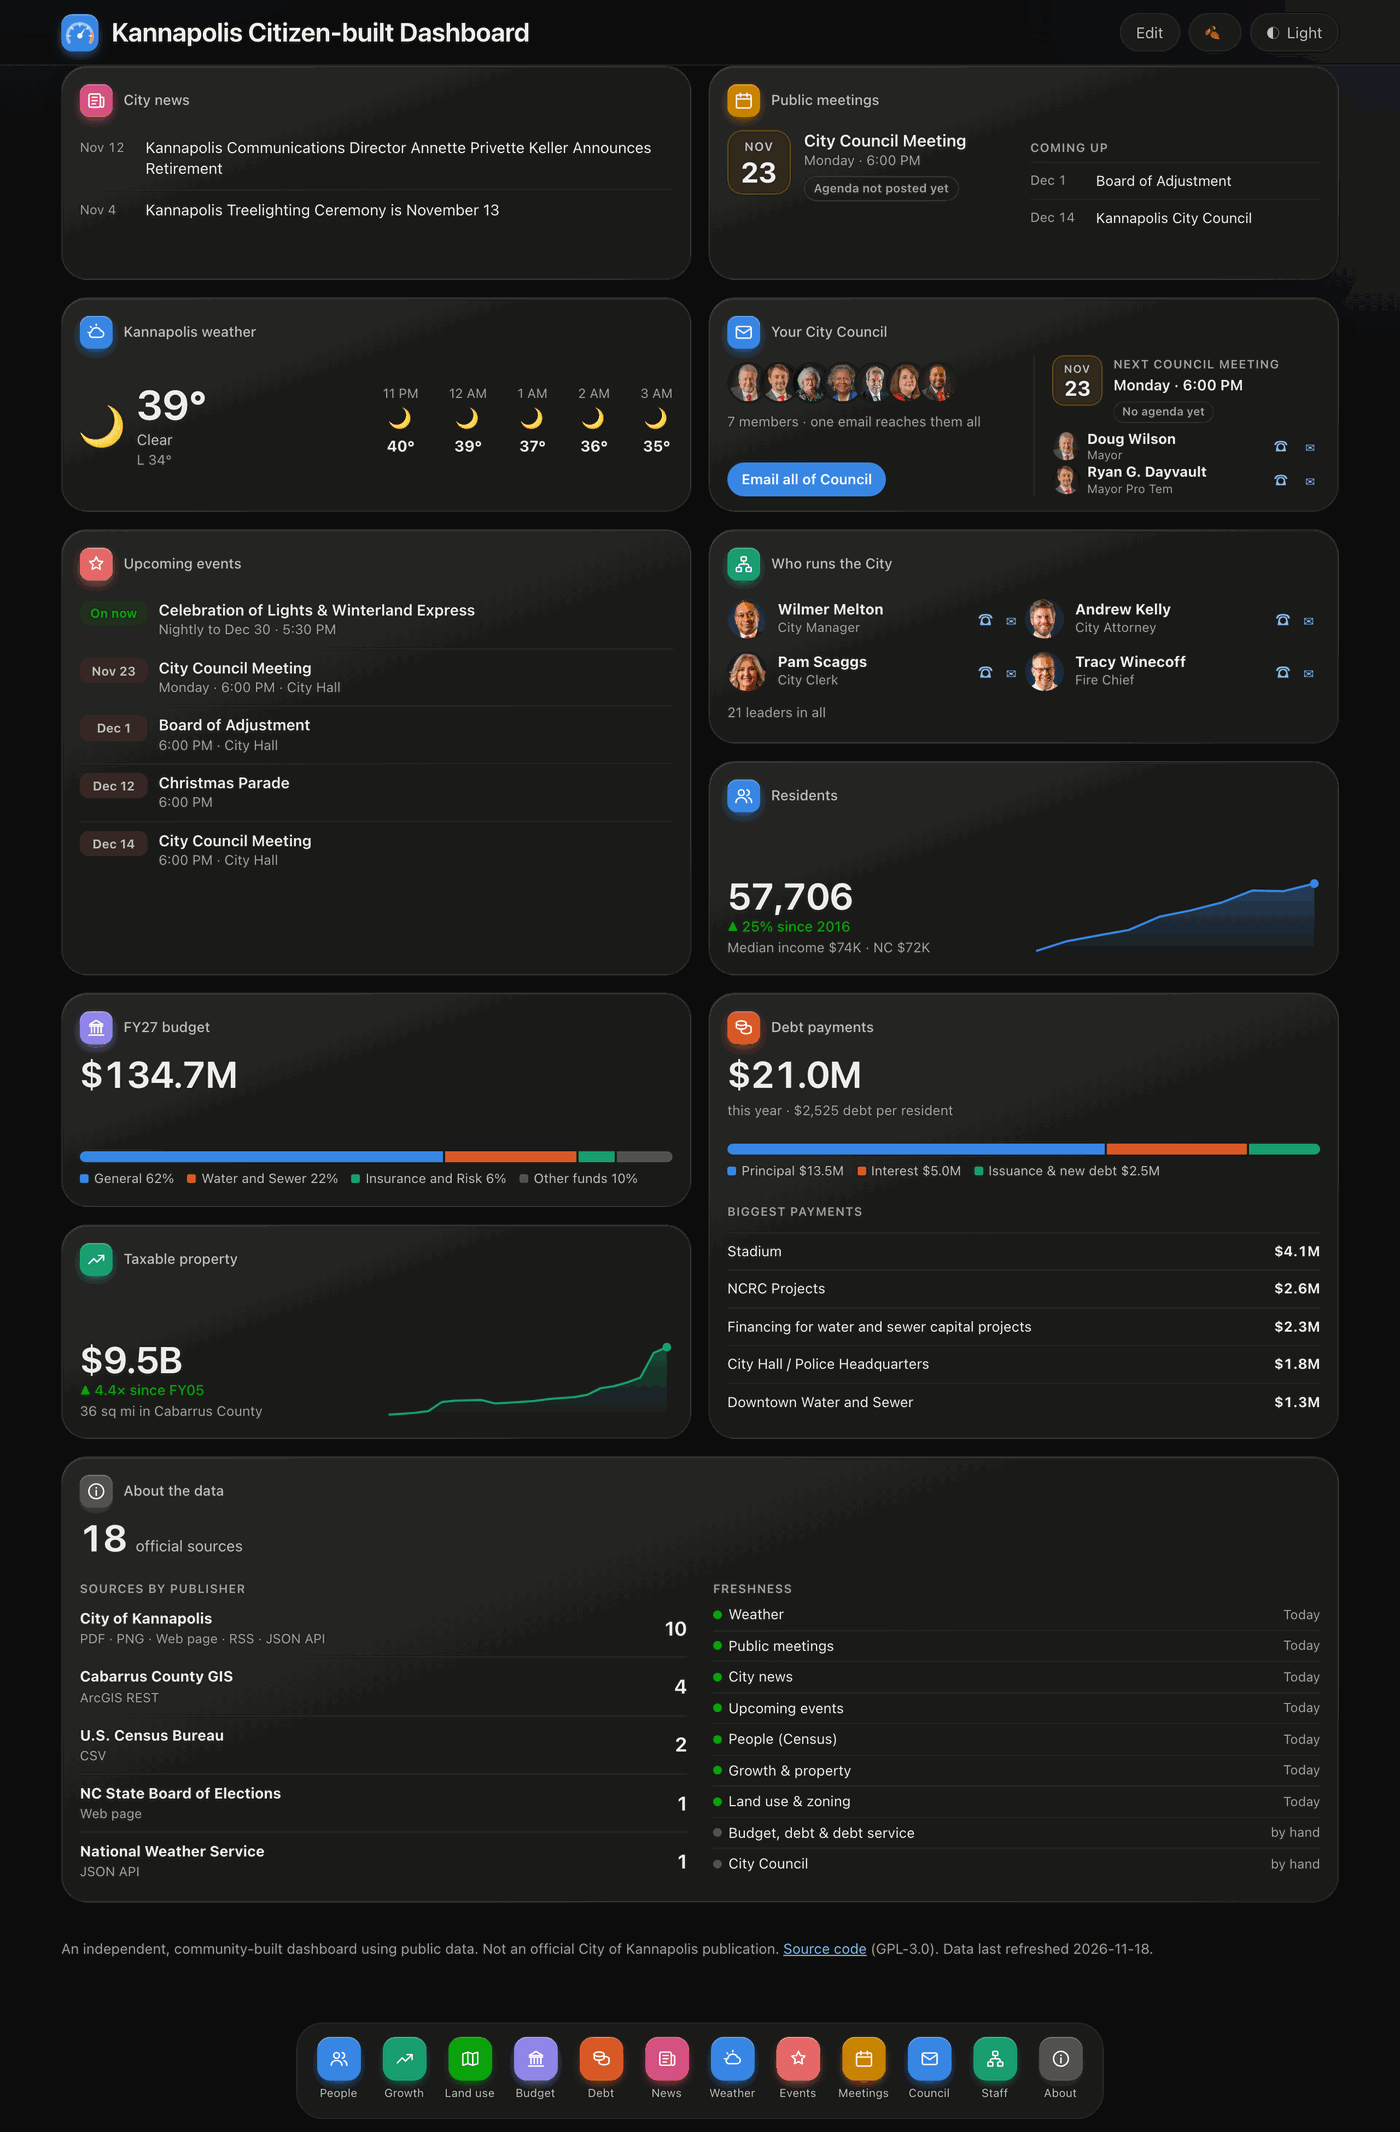 Kannapolis Citizen-built Dashboard
Edit
Light
City news
Nov 12
Kannapolis Communications Director Annette Privette Keller Announces
Retirement
Nov 4
Kannapolis Treelighting Ceremony is November 13
Public meetings
NOV
23
City Council Meeting
Monday · 6:00 PM
Agenda not posted yet
COMING UP
Dec 1
Board of Adjustment
Dec 14
Kannapolis City Council
Kannapolis weather
39°
Clear
L 34°
11 PM
12 AM
1 AM
2 AM
3 AM
40°
39°
37°
36°
35°
Your City Council
7 members · one email reaches them all
Email all of Council
NOV
23
NEXT COUNCIL MEETING
Monday · 6:00 PM
No agenda yet
Doug Wilson
Mayor
Ryan G. Dayvault
Mayor Pro Tem
Upcoming events
On now
Celebration of Lights & Winterland Express
Nightly to Dec 30 · 5:30 PM
Nov 23
City Council Meeting
Monday · 6:00 PM · City Hall
Dec 1
Board of Adjustment
6:00 PM · City Hall
Dec 12
Christmas Parade
6:00 PM
Dec 14
City Council Meeting
6:00 PM · City Hall
Who runs the City
Wilmer Melton
City Manager
Andrew Kelly
City Attorney
Pam Scaggs
City Clerk
Tracy Winecoff
Fire Chief
21 leaders in all
Residents
57,706
▲ 25% since 2016
Median income $74K · NC $72K
FY27 budget
$134.7M
General 62%
Water and Sewer 22%
Insurance and Risk 6%
Other funds 10%
Debt payments
$21.0M
this year · $2,525 debt per resident
Principal $13.5M
Interest $5.0M
Issuance & new debt $2.5M
BIGGEST PAYMENTS
Stadium
$4.1M
NCRC Projects
$2.6M
Financing for water and sewer capital projects
$2.3M
City Hall / Police Headquarters
$1.8M
Downtown Water and Sewer
$1.3M
Taxable property
$9.5B
▲ 4.4× since FY05
36 sq mi in Cabarrus County
About the data
18 official sources
SOURCES BY PUBLISHER
City of Kannapolis
PDF · PNG · Web page · RSS · JSON API
10
Cabarrus County GIS
ArcGIS REST
4
U.S. Census Bureau
CSV
2
NC State Board of Elections
Web page
1
National Weather Service
JSON API
1
FRESHNESS
Weather
Today
Public meetings
Today
City news
Today
Upcoming events
Today
People (Census)
Today
Growth & property
Today
Land use & zoning
Today
Budget, debt & debt service
by hand
City Council
by hand
An independent, community-built dashboard using public data. Not an official City of Kannapolis publication. Source code (GPL-3.0). Data last refreshed 2026-11-18.
People
Growth
Land use
Budget
Debt
News
Weather
Events
Meetings
Council
Staff
About